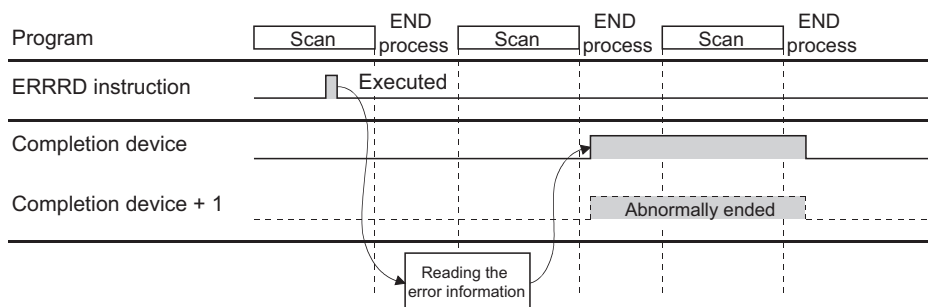 Program
Scan
END
process
Scan
END
process
Scan
END
process
ERRRD instruction
Executed
Completion device
Completion device + 1
Abnormally ended
Reading the
error information